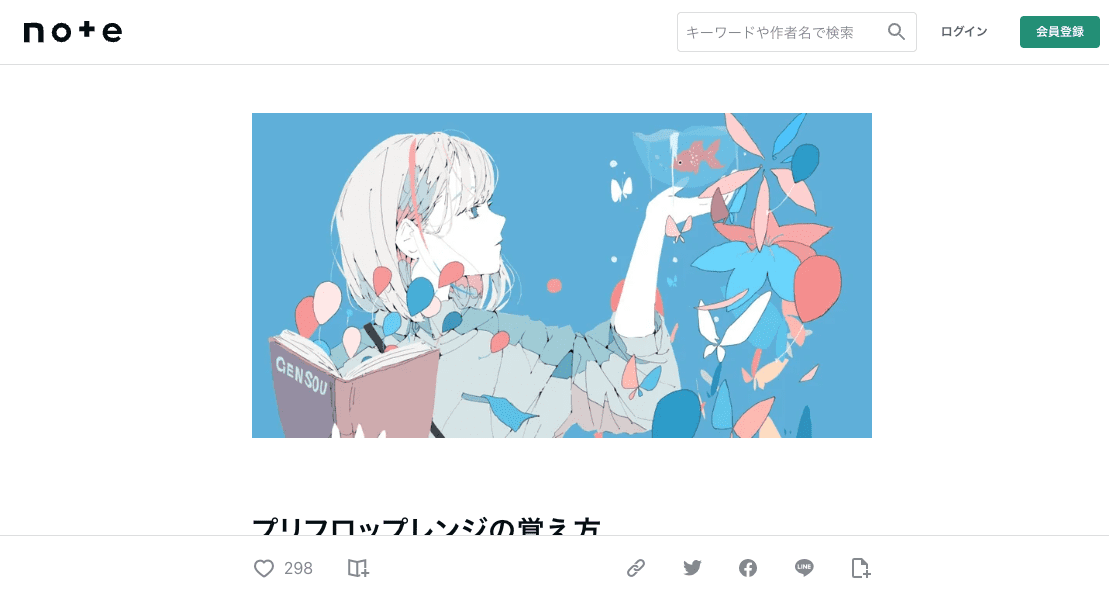 note
キーワードや作者名で検索
ログイン
会員登録
GENSOU
プリフロップレンジの覚え方
298
LINE